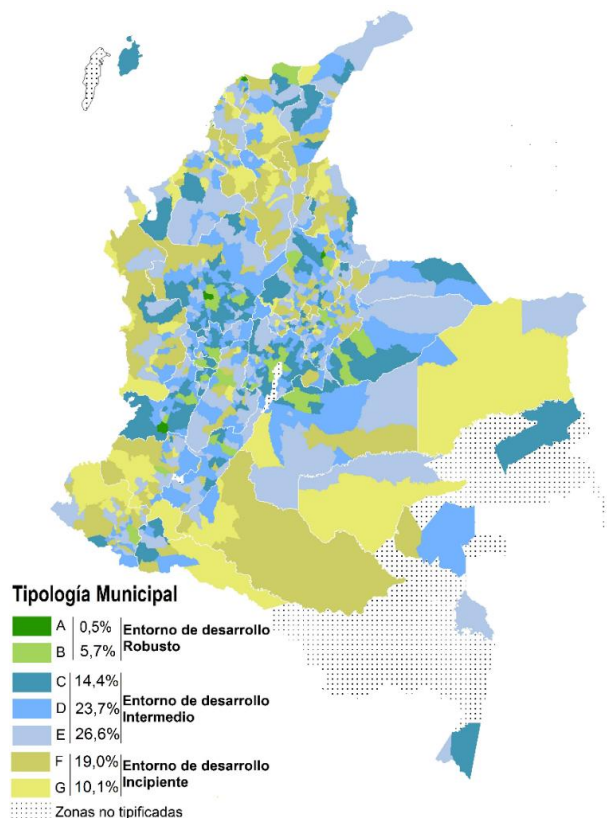 Tipología Municipal
A 0,5% Entorno de desarrollo
B 5,7% Robusto
C 14,4%
D 23,7% Entorno de desarrollo
E 26,6% Intermedio
F 19,0% Entorno de desarrollo
G 10,1% Incipiente
Zonas no tipificadas